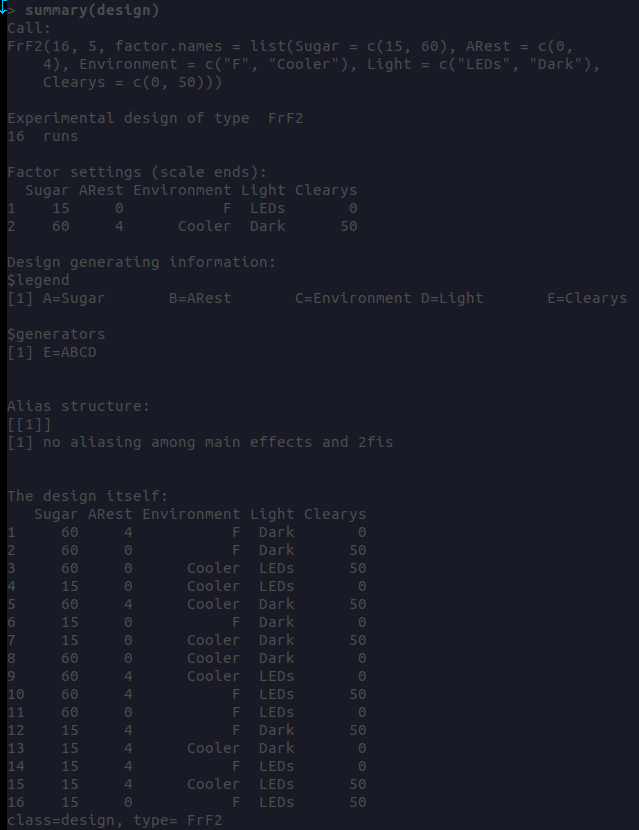 > summary(design)
Call:
FrF2(16, 5, factor.names = list(Sugar = c(15, 60), ARest = c(0,
    4), Environment = c("F", "Cooler"), Light = c("LEDs", "Dark"),
    Clearys = c(0, 50)))

Experimental design of type  FrF2
16  runs

Factor settings (scale ends):
  Sugar ARest Environment Light Clearys
1    15     0           F  LEDs       0
2    60     4      Cooler  Dark      50

Design generating information:
$legend
[1] A=Sugar       B=ARest       C=Environment D=Light       E=Clearys

$generators
[1] E=ABCD


Alias structure:
[[1]]
[1] no aliasing among main effects and 2fis


The design itself:
   Sugar ARest Environment Light Clearys
1     60     4           F  Dark       0
2     60     0           F  Dark      50
3     60     0      Cooler  LEDs      50
4     15     0      Cooler  LEDs       0
5     60     4      Cooler  Dark      50
6     15     0           F  Dark       0
7     15     0      Cooler  Dark      50
8     60     0      Cooler  Dark       0
9     60     4      Cooler  LEDs       0
10    60     4           F  LEDs      50
11    60     0           F  LEDs       0
12    15     4           F  Dark      50
13    15     4      Cooler  Dark       0
14    15     4           F  LEDs       0
15    15     4      Cooler  LEDs      50
16    15     0           F  LEDs      50
class=design, type= FrF2